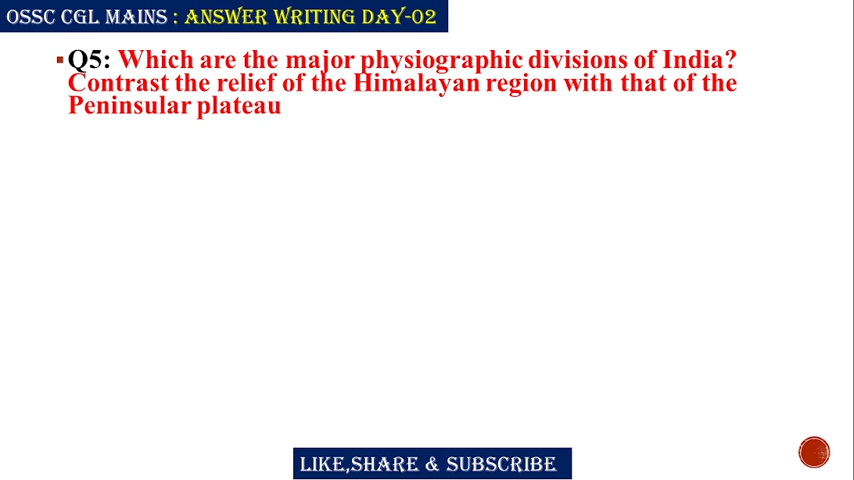 OSSC CGL MAINS : ANSWER WRITING DAY-02
▪Q5: Which are the major physiographic divisions of India?
Contrast the relief of the Himalayan region with that of the
Peninsular plateau
LIKE,SHARE & SUBSCRIBE